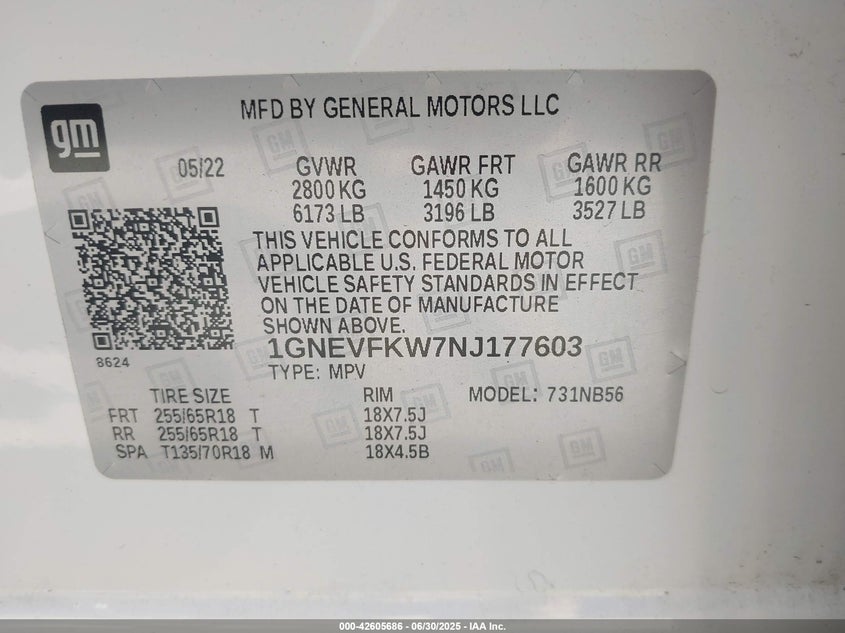 MFD BY GENERAL MOTORS LLC
gm
05/22 GVWR GAWR FRT GAWR RR
2800 KG 1450 KG 1600 KG
6173 LB 3196 LB 3527 LB
THIS VEHICLE CONFORMS TO ALL
APPLICABLE U.S. FEDERAL MOTOR
VEHICLE SAFETY STANDARDS IN EFFECT
ON THE DATE OF MANUFACTURE
SHOWN ABOVE.
1GNEVFKW7NJ177603
8624
TYPE: MPV
TIRE SIZE RIM MODEL: 731NB56
FRT 255/65R18 T 18X7.5J
RR 255/65R18 T 18X7.5J
SPA T135/70R18 M 18X4.5B
000-42605686 - 06/30/2025 - IAA Inc.